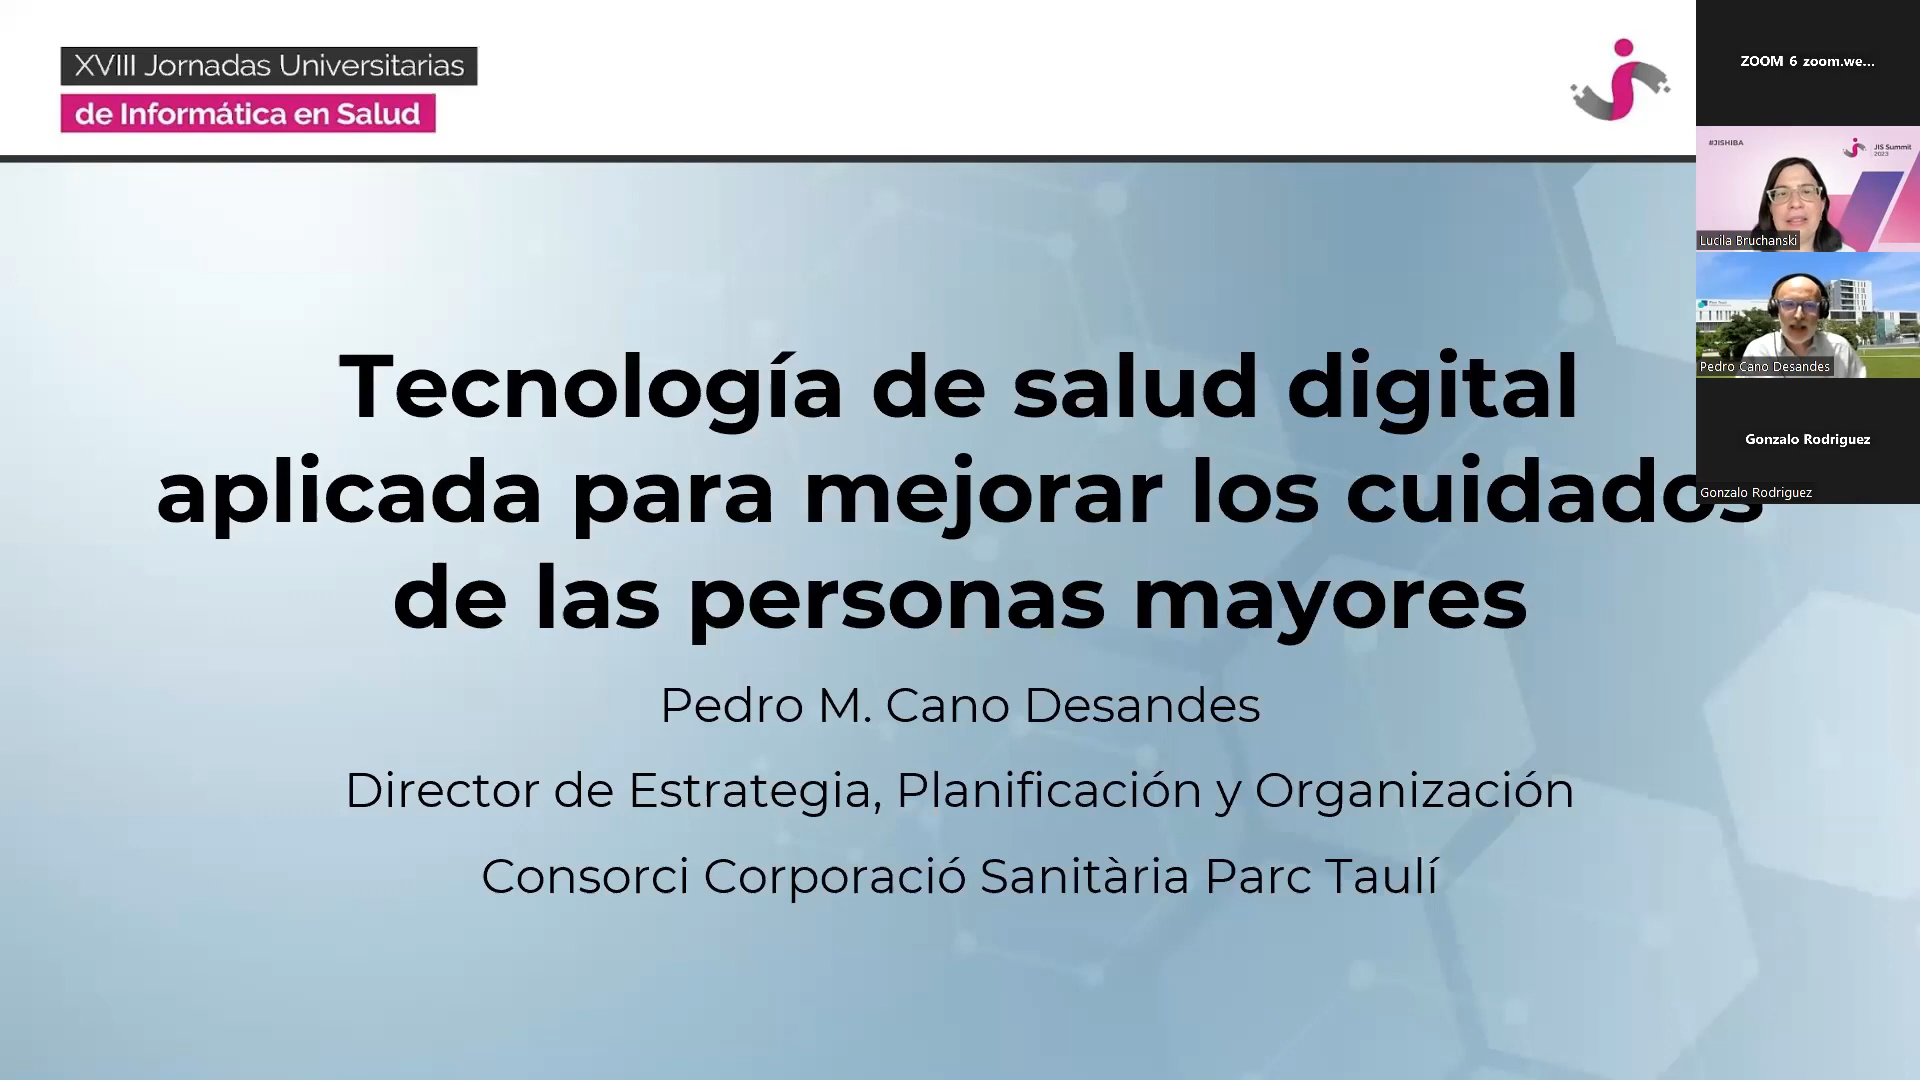 XVIII Jornadas Universitarias
de Informática en Salud
Tecnología de salud digital
aplicada para mejorar los cuidados
de las personas mayores
Pedro M. Cano Desandes
Director de Estrategia, Planificación y Organización
Consorci Corporació Sanitària Parc Taulí
ZOOM 6 zoom.we...
#JISHIBA
JIS Summit
2023
Lucila Bruchanski
Pedro Cano Desandes
Gonzalo Rodriguez
Gonzalo Rodriguez